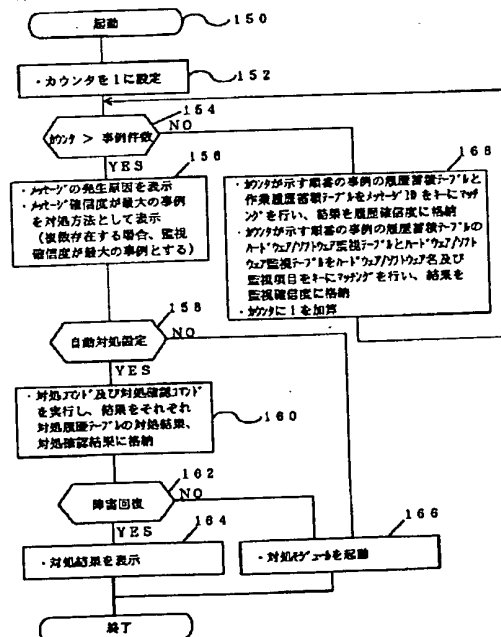 起動
150
・カウンタを1に設定
152
154
カウンタ > 事例件数
NO
YES
156
・メッセージの発生原因を表示
・メッセージ確信度が最大の事例
を対処方法として表示
(複数存在する場合、監視
確信度が最大の事例とする)
168
・カウンタが示す順番の事例の履歴蓄積テーブルと
作業履歴蓄積テーブルをメッセージIDをキーにマッチ
ングを行い、結果を履歴確信度に格納
・カウンタが示す順番の事例の履歴蓄積テーブルの
ハードウェア/ソフトウェア監視テーブルとハードウェア/ソフト
ウェア監視テーブルをハードウェア/ソフトウェア名及び
監視項目をキーにマッチングを行い、結果を
監視確信度に格納
・カウンタに1を加算
158
自動対処設定
NO
YES
・対処コマンド及び対処確認コマンド
を実行し、結果をそれぞれ
対処履歴テーブルの対処結果、
対処確認結果に格納
160
162
障害回復
NO
YES
164
166
・対処結果を表示
・対処モジュールを起動
終了